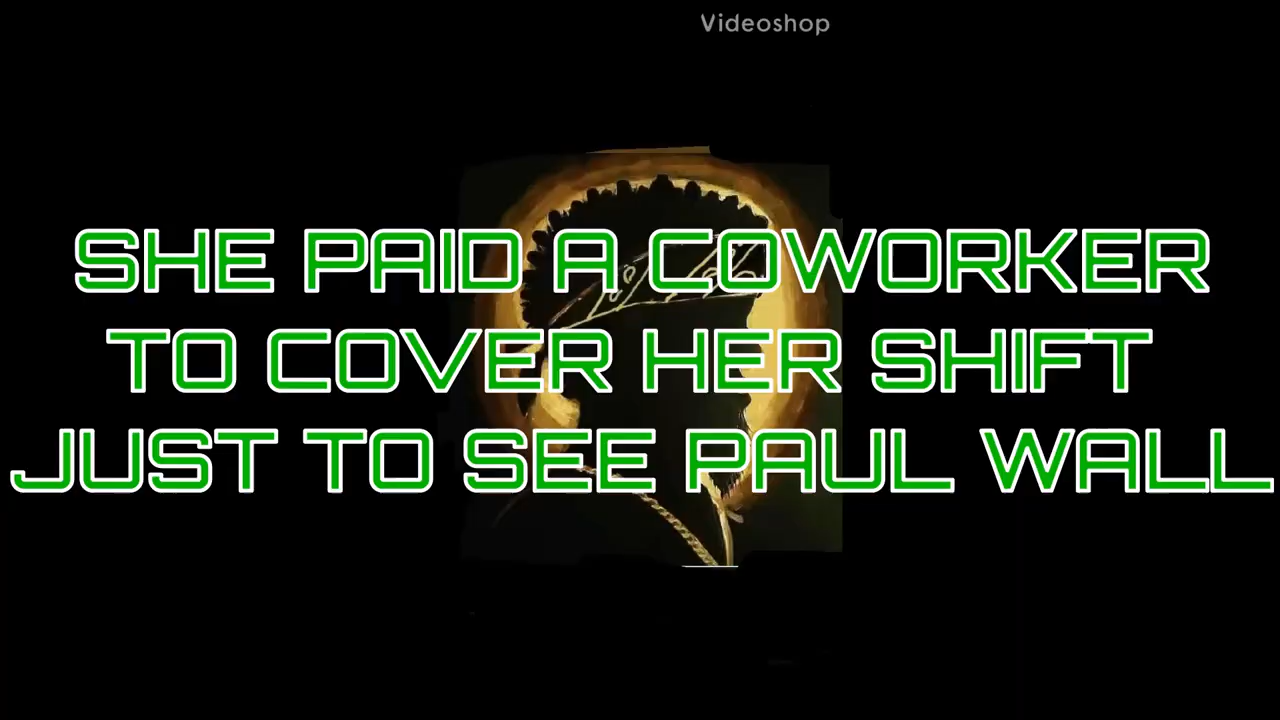 Videoshop
SHE PAID A COWORKER
TO COVER HER SHIFT
JUST TO SEE PAUL WALL